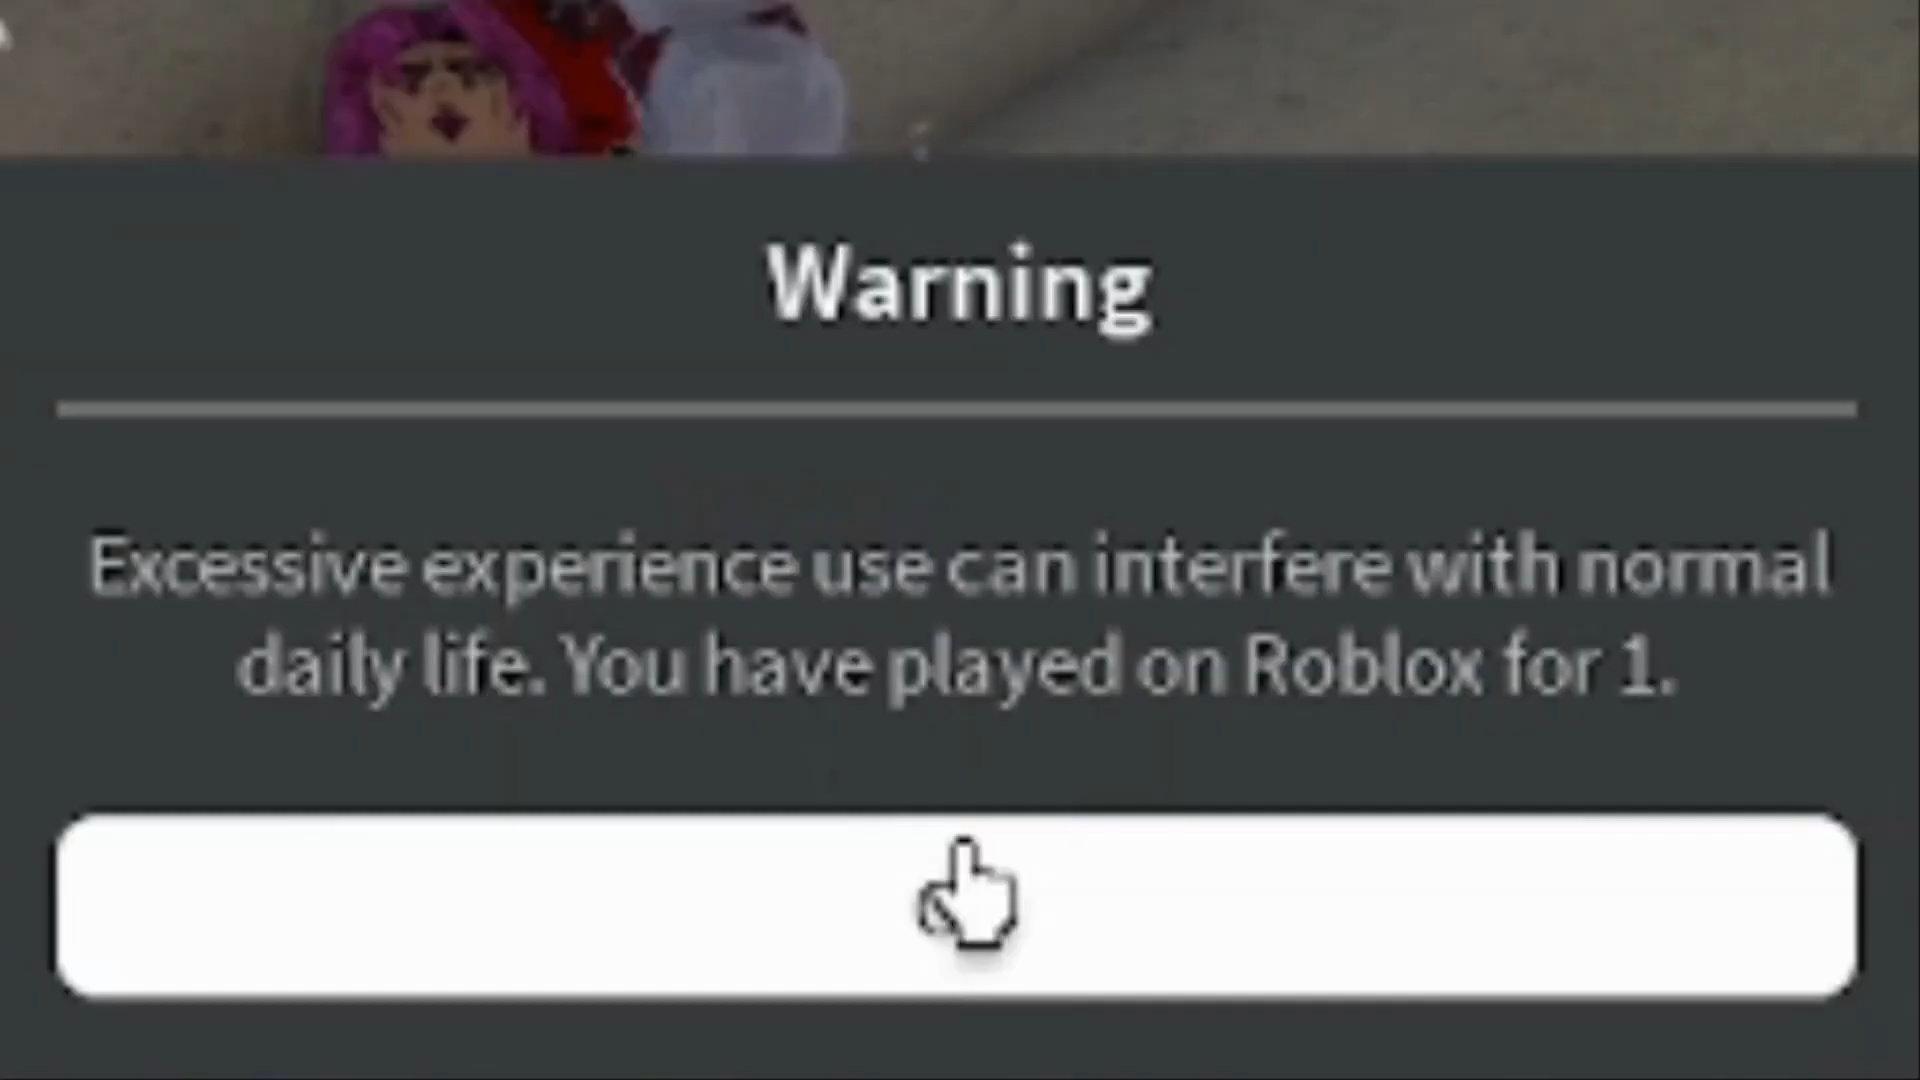 Warning
Excessive experience use can interfere with normal
daily life. You have played on Roblox for 1.